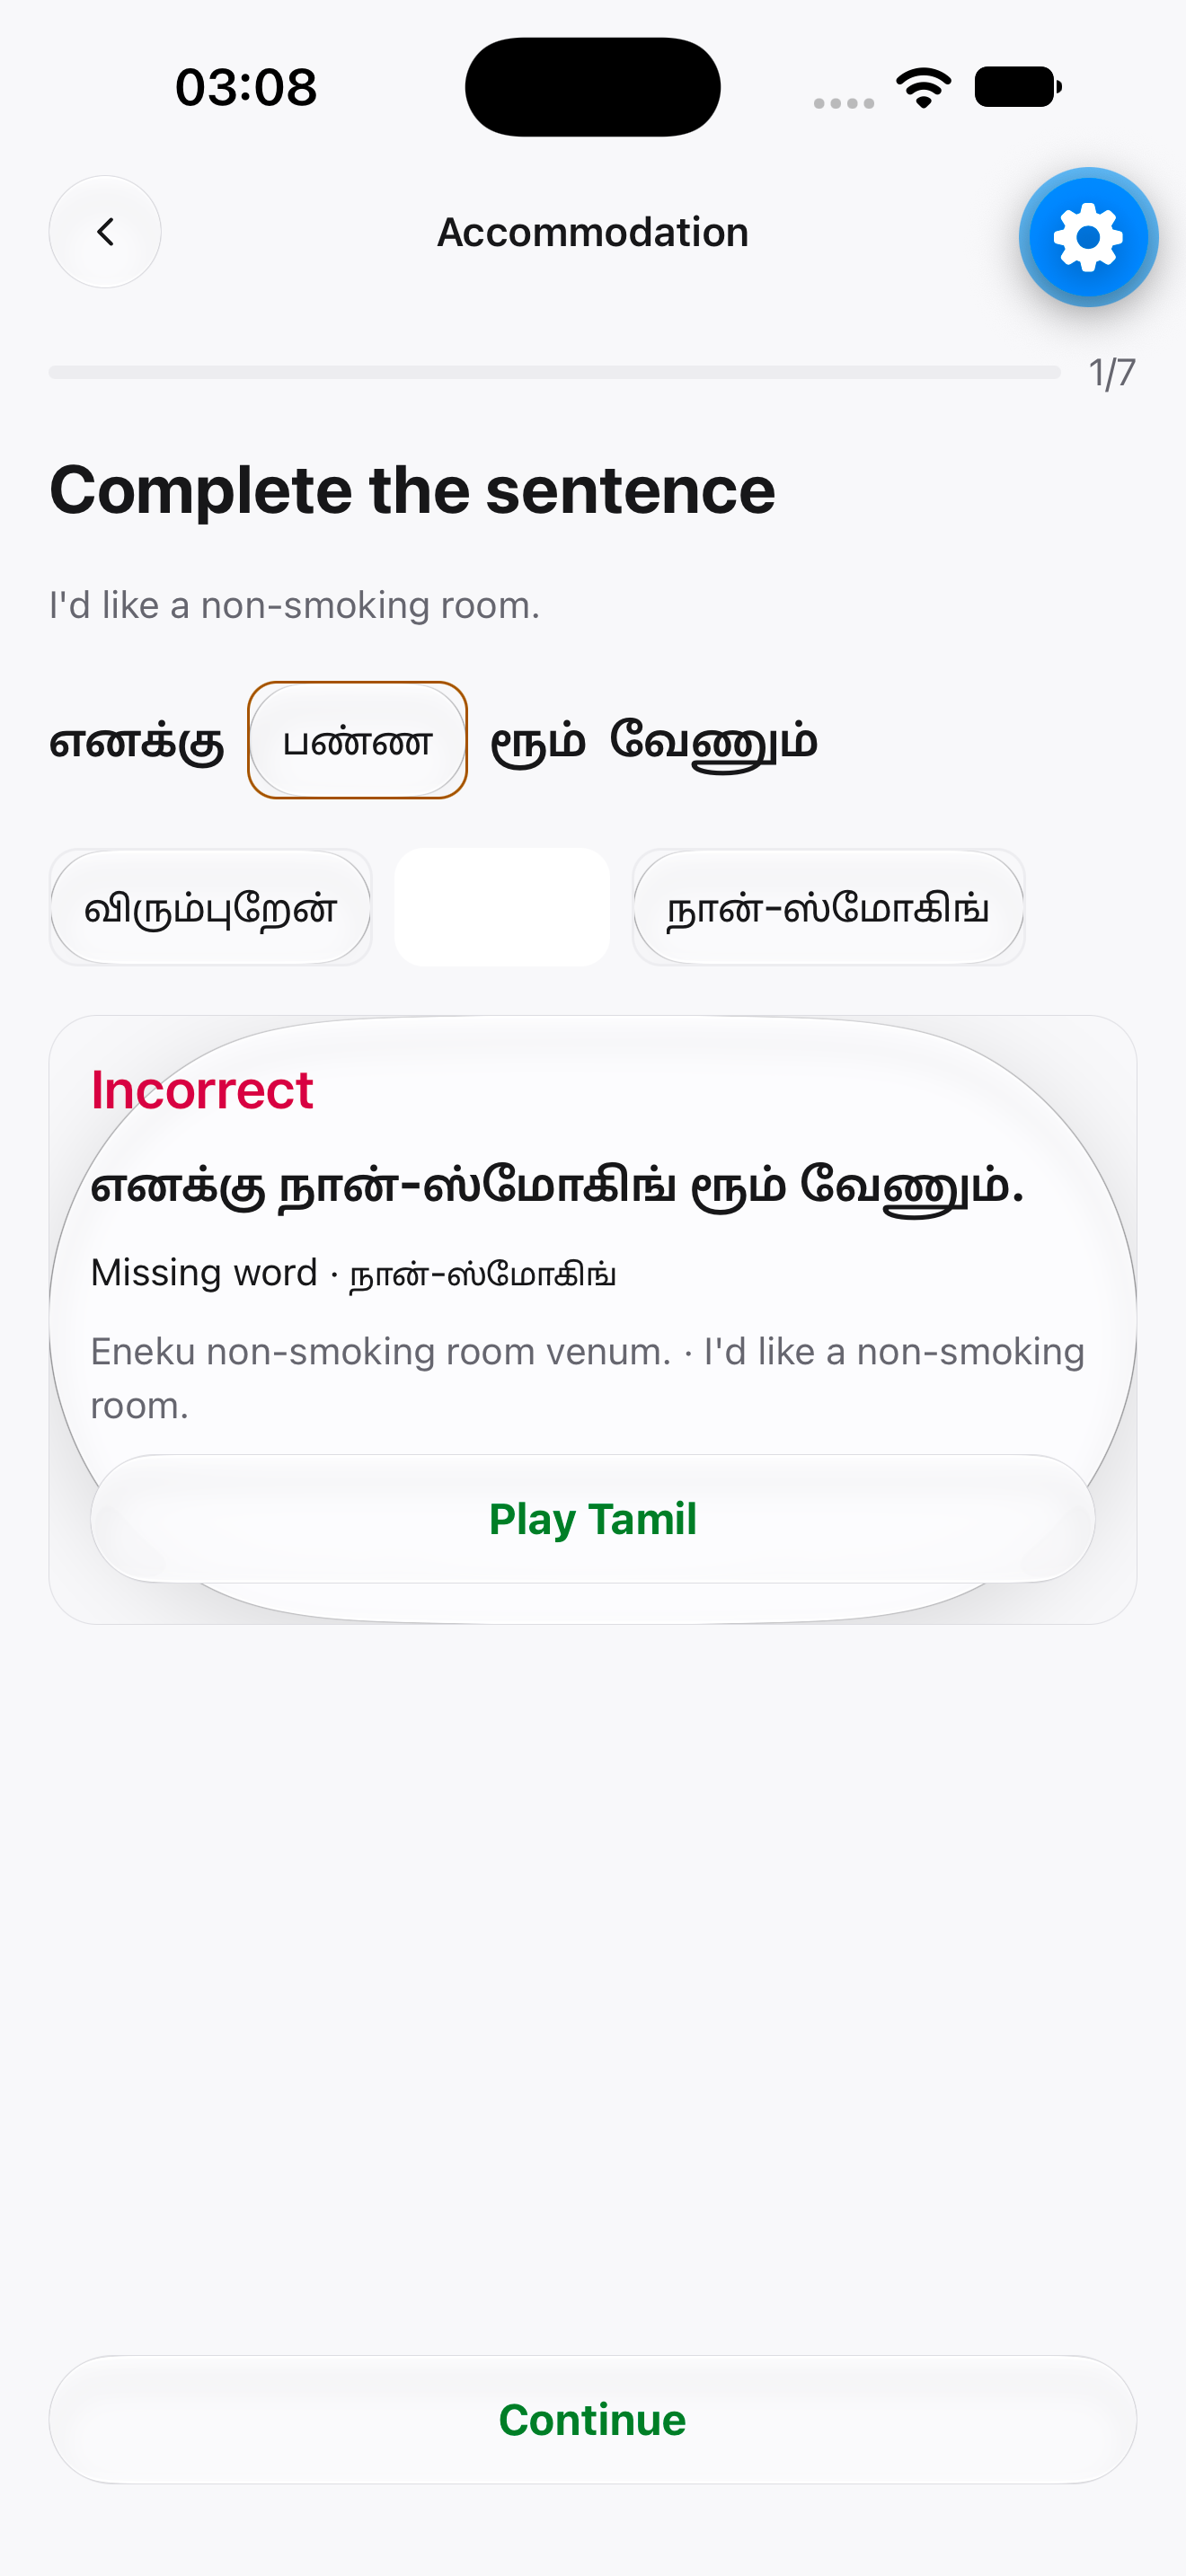 03:08
Accommodation
1/7
Complete the sentence
I'd like a non-smoking room.
எனக்கு பண்ண ரூம் வேணும்
விரும்புறேன் நான்-ஸ்மோகிங்
Incorrect
எனக்கு நான்-ஸ்மோகிங் ரூம் வேணும்.
Missing word · நான்-ஸ்மோகிங்
Eneku non-smoking room venum. · I'd like a non-smoking
room.
Play Tamil
Continue